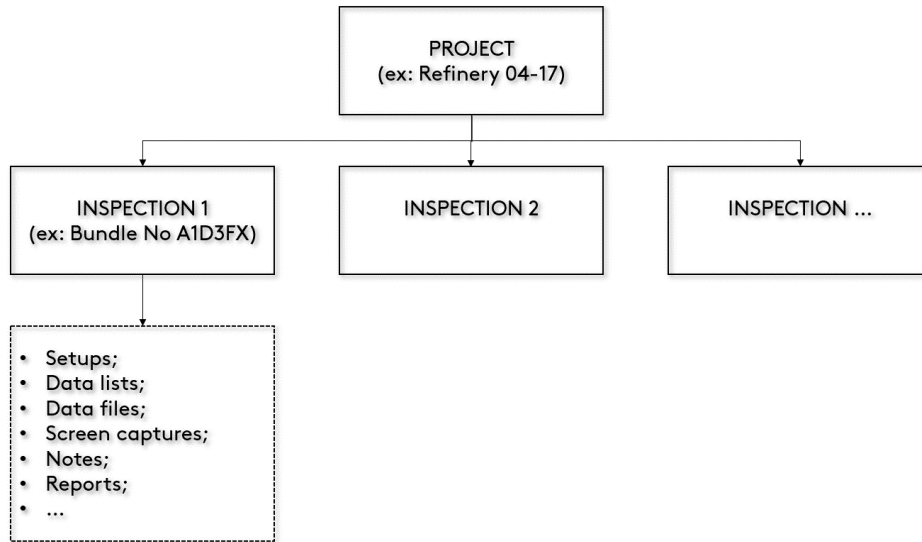 PROJECT
(ex: Refinery 04-17)
INSPECTION 1
(ex: Bundle No A1D3FX)
INSPECTION 2
INSPECTION ...
• Setups;
• Data lists;
• Data files;
• Screen captures;
• Notes;
• Reports;
• ...